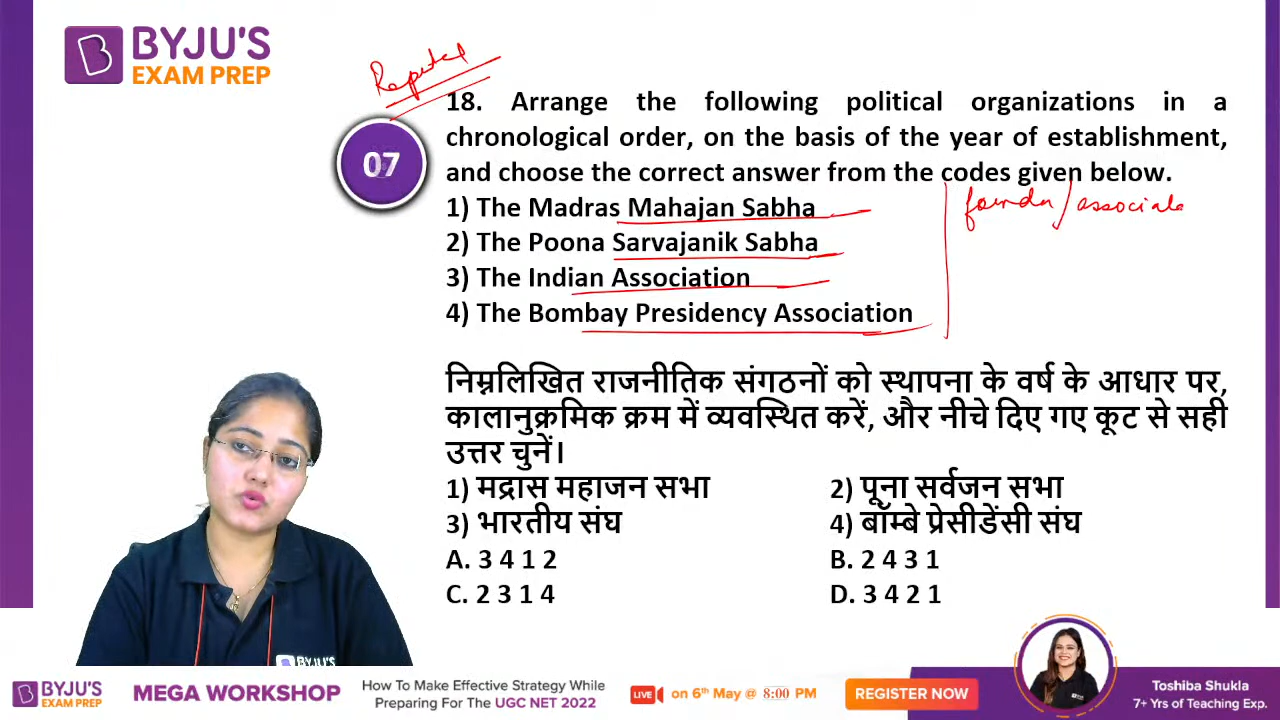 BYJU'S
EXAM PREP
Repeted
18. Arrange the following political organizations in a
07
chronological order, on the basis of the year of establishment,
and choose the correct answer from the codes given below.
1) The Madras Mahajan Sabha
founder/associate
2) The Poona Sarvajanik Sabha
3) The Indian Association
4) The Bombay Presidency Association
निम्नलिखित राजनीतिक संगठनों को स्थापना के वर्ष के आधार पर,
कालानुक्रमिक क्रम में व्यवस्थित करें, और नीचे दिए गए कूट से सही
उत्तर चुनें।
1) मद्रास महाजन सभा 2) पूना सर्वजन सभा
3) भारतीय संघ 4) बॉम्बे प्रेसीडेंसी संघ
A. 3 4 1 2 B. 2 4 3 1
C. 2 3 1 4 D. 3 4 2 1
BYJU'S
BYJU'S
EXAM PREP
MEGA WORKSHOP
How To Make Effective Strategy While
Preparing For The UGC NET 2022
LIVE on 6th May @ 8:00 PM
REGISTER NOW
Toshiba Shukla
7+ Yrs of Teaching Exp.